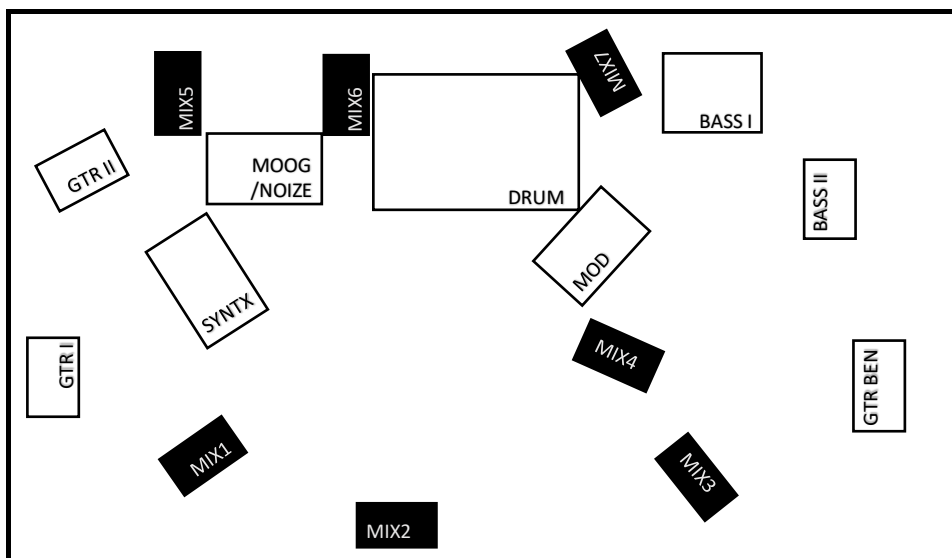 MIX5
MIX6
MIX7
BASS I
GTR II
MOOG
/NOIZE
DRUM
BASS II
SYNTX
MOD
GTR I
MIX4
GTR BEN
MIX1
MIX3
MIX2